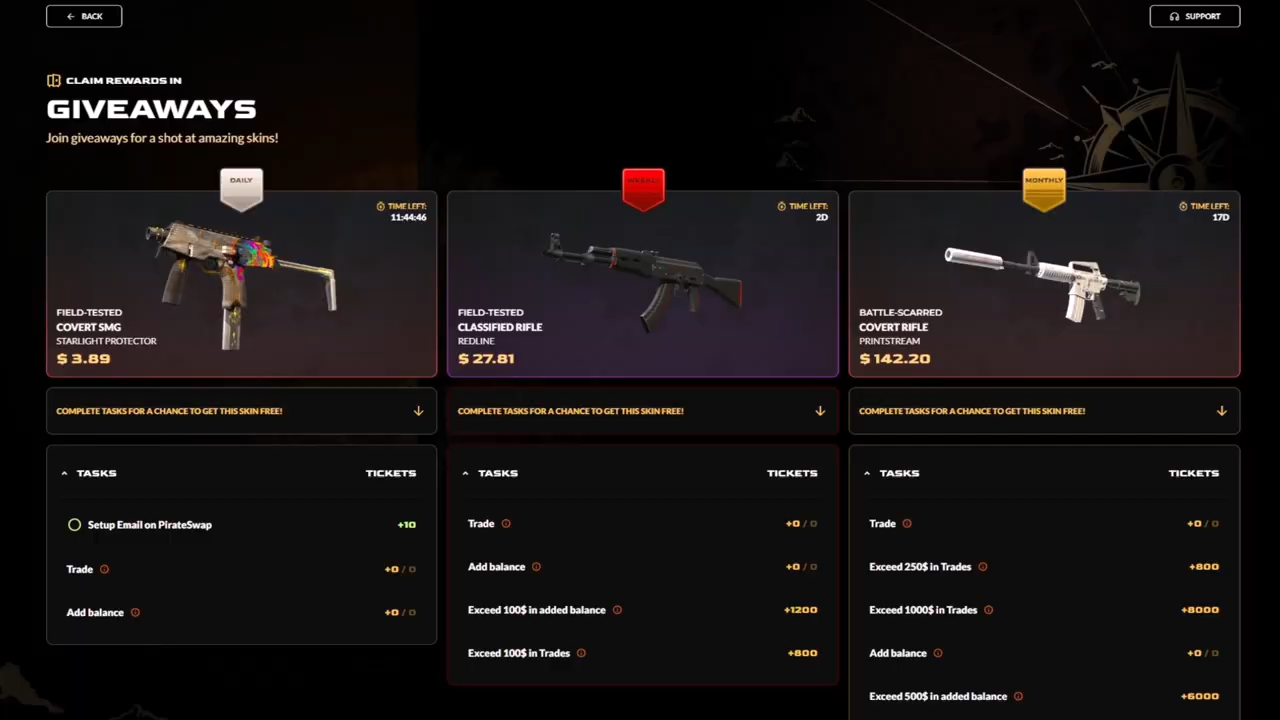 BACK
SUPPORT
CLAIM REWARDS IN
GIVEAWAYS
Join giveaways for a shot at amazing skins!
DAILY
TIME LEFT:
11:44:46
FIELD-TESTED
COVERT SMG
STARLIGHT PROTECTOR
$ 3.89
WEEKLY
TIME LEFT:
2D
FIELD-TESTED
CLASSIFIED RIFLE
REDLINE
$ 27.81
MONTHLY
TIME LEFT:
17D
BATTLE-SCARRED
COVERT RIFLE
PRINTSTREAM
$ 142.20
COMPLETE TASKS FOR A CHANCE TO GET THIS SKIN FREE!
COMPLETE TASKS FOR A CHANCE TO GET THIS SKIN FREE!
COMPLETE TASKS FOR A CHANCE TO GET THIS SKIN FREE!
TASKS TICKETS
Setup Email on PirateSwap +10
Trade +0 / 0
Add balance +0 / 0
TASKS TICKETS
Trade +0 / 0
Add balance +0 / 0
Exceed 100$ in added balance +1200
Exceed 100$ in Trades +800
TASKS TICKETS
Trade +0 / 0
Exceed 250$ in Trades +800
Exceed 1000$ in Trades +8000
Add balance +0 / 0
Exceed 500$ in added balance +6000